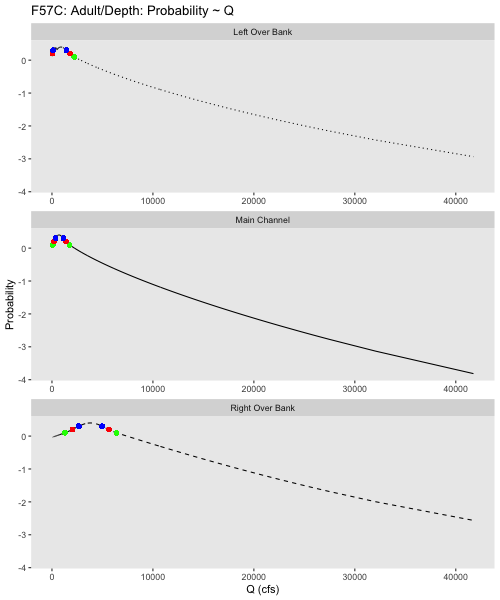 F57C: Adult/Depth: Probability ~ Q
Left Over Bank
0
-1
-2
-3
-4
0 10000 20000 30000 40000
Main Channel
0
-1
-2
-3
-4
0 10000 20000 30000 40000
Probability
Right Over Bank
0
-1
-2
-3
-4
0 10000 20000 30000 40000
Q (cfs)